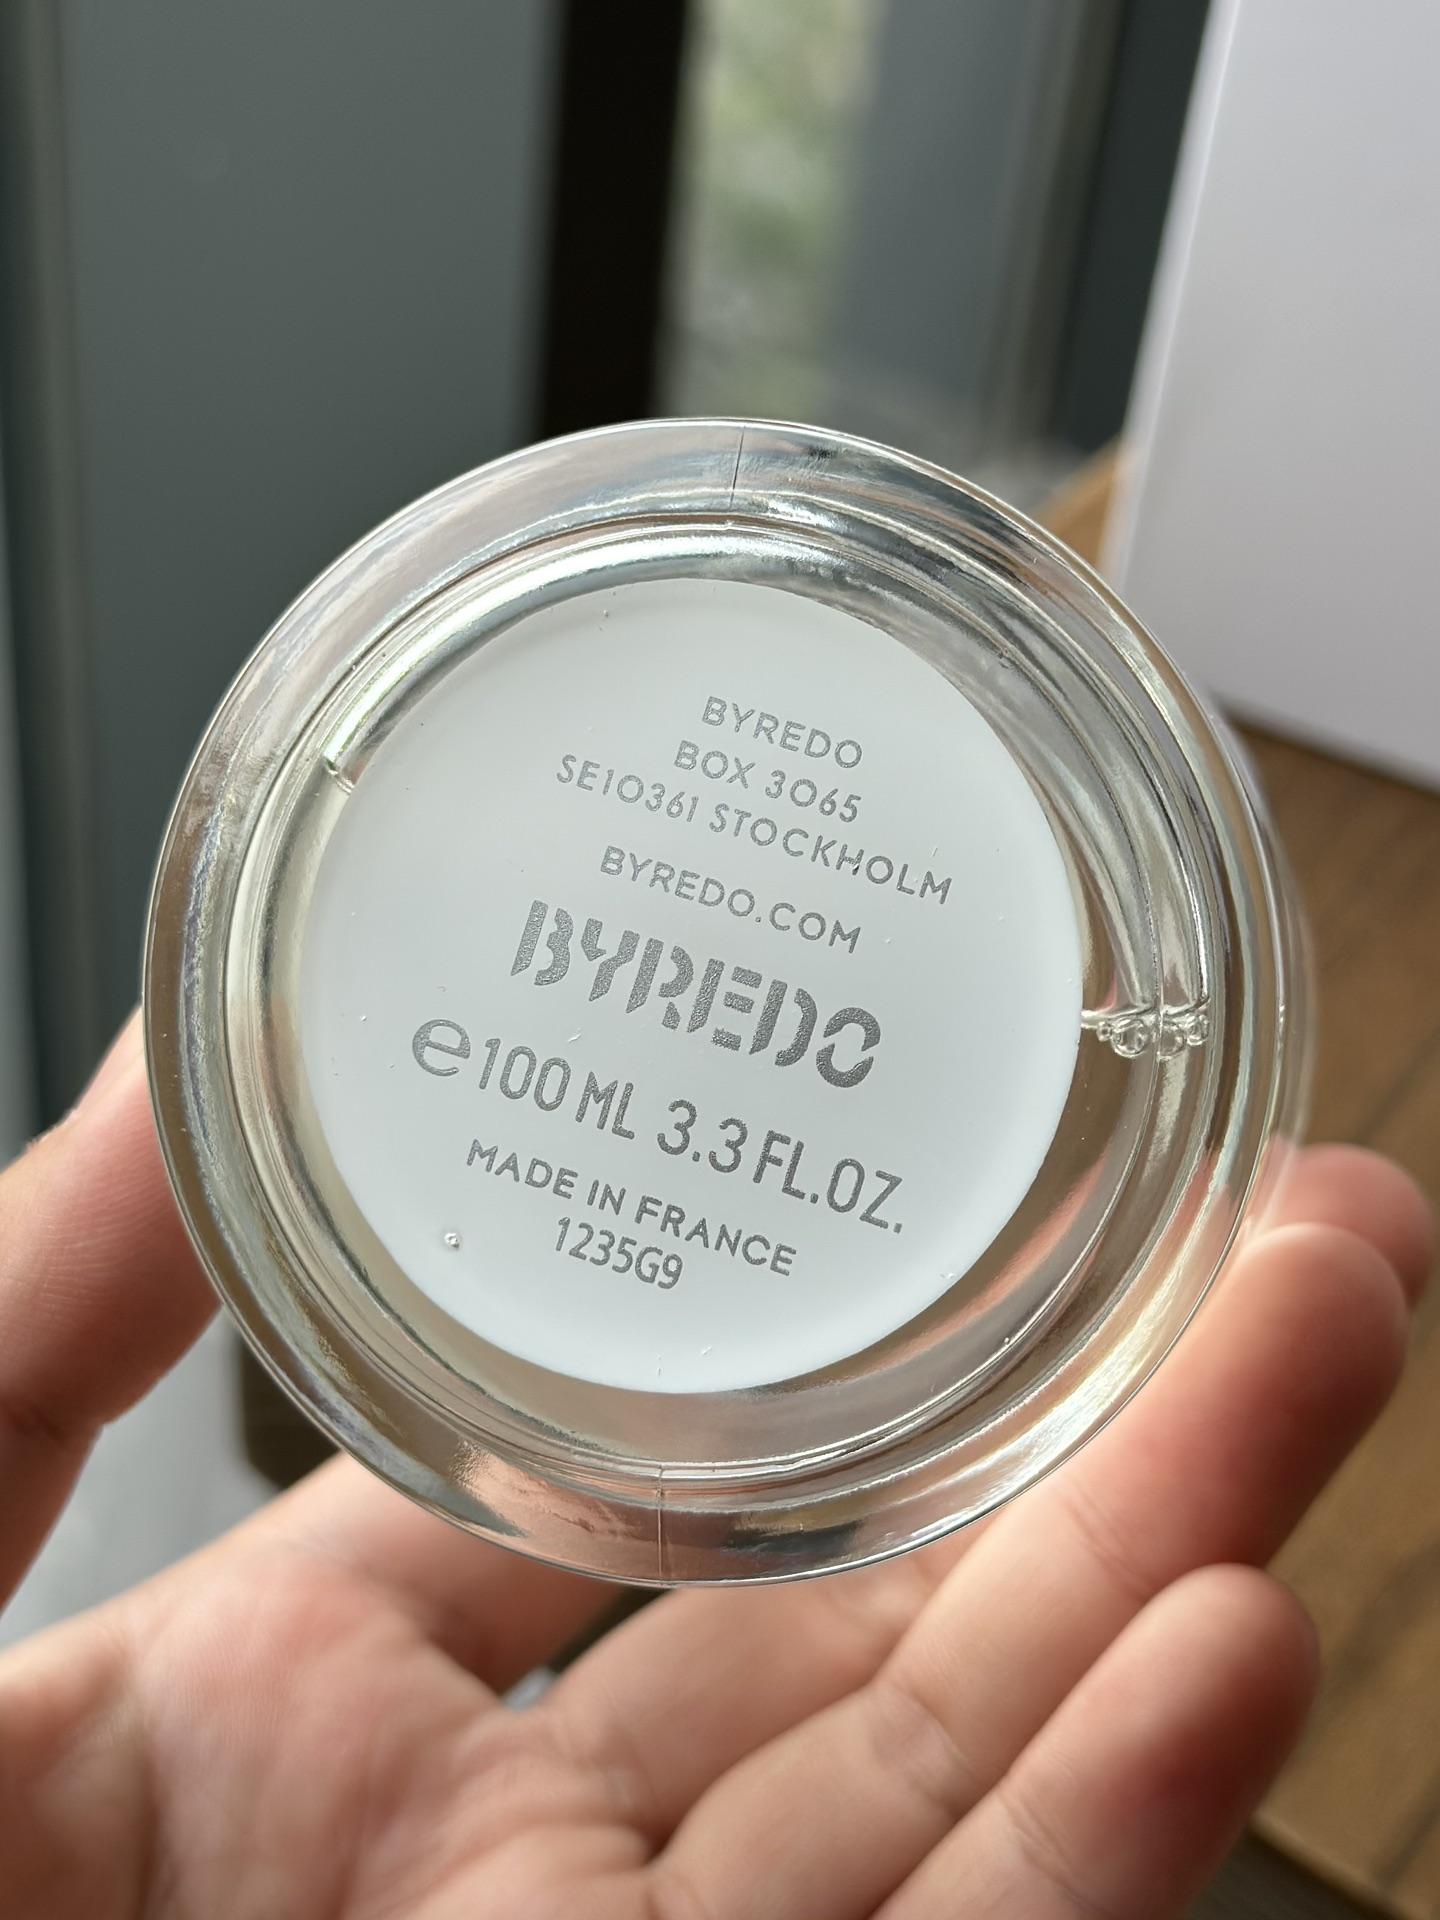 BYREDO
BOX 3065
SE10361 STOCKHOLM
BYREDO.COM
BYREDO
℮100 ML 3.3 FL.OZ.
MADE IN FRANCE
1235G9